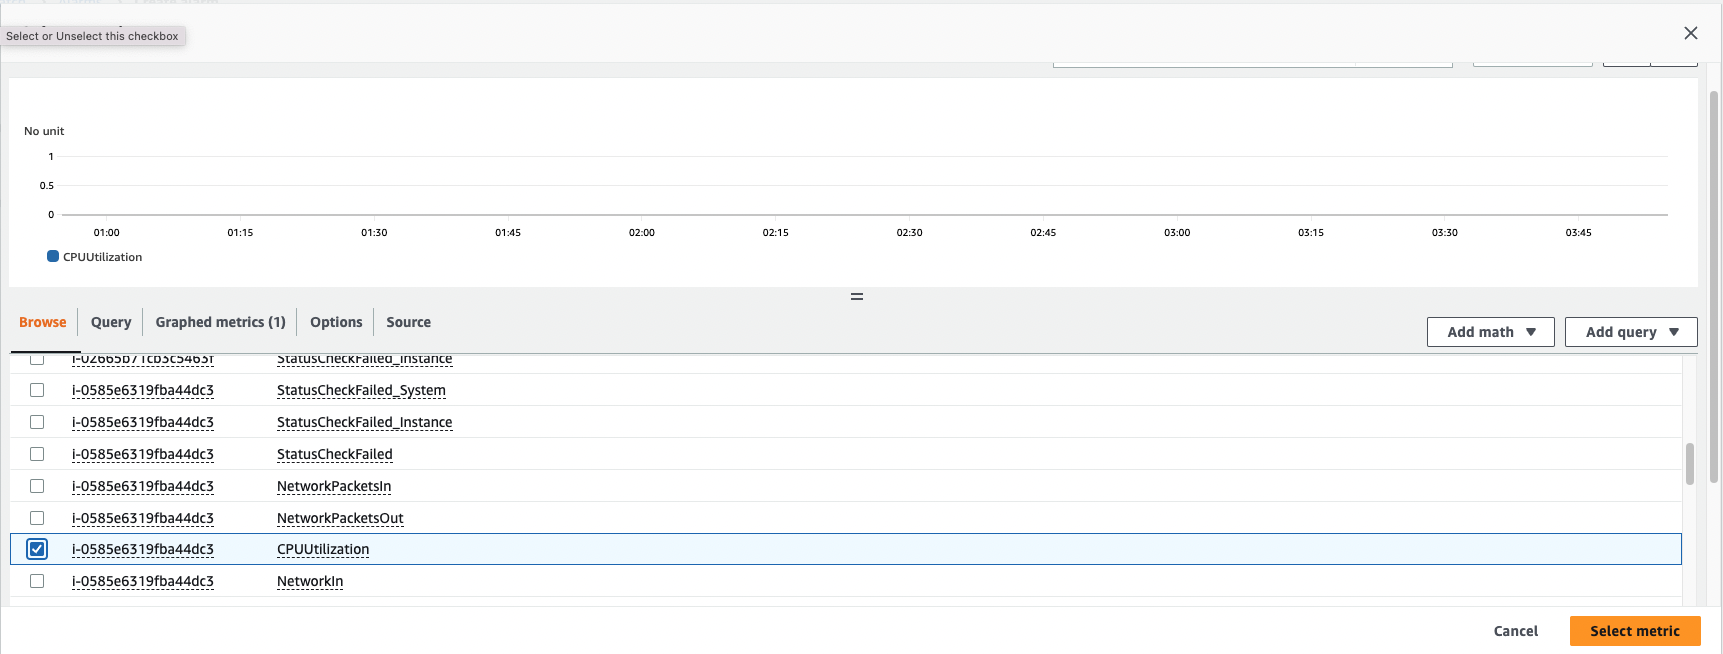 Select or Unselect this checkbox
No unit
1
0.5
0
01:00 01:15 01:30 01:45 02:00 02:15 02:30 02:45 03:00 03:15 03:30 03:45
CPUUtilization
Browse Query Graphed metrics (1) Options Source
Add math Add query
i-02665b71cb3c5463f StatusCheckFailed_Instance
i-0585e6319fba44dc3 StatusCheckFailed_System
i-0585e6319fba44dc3 StatusCheckFailed_Instance
i-0585e6319fba44dc3 StatusCheckFailed
i-0585e6319fba44dc3 NetworkPacketsIn
i-0585e6319fba44dc3 NetworkPacketsOut
i-0585e6319fba44dc3 CPUUtilization
i-0585e6319fba44dc3 NetworkIn
Cancel Select metric